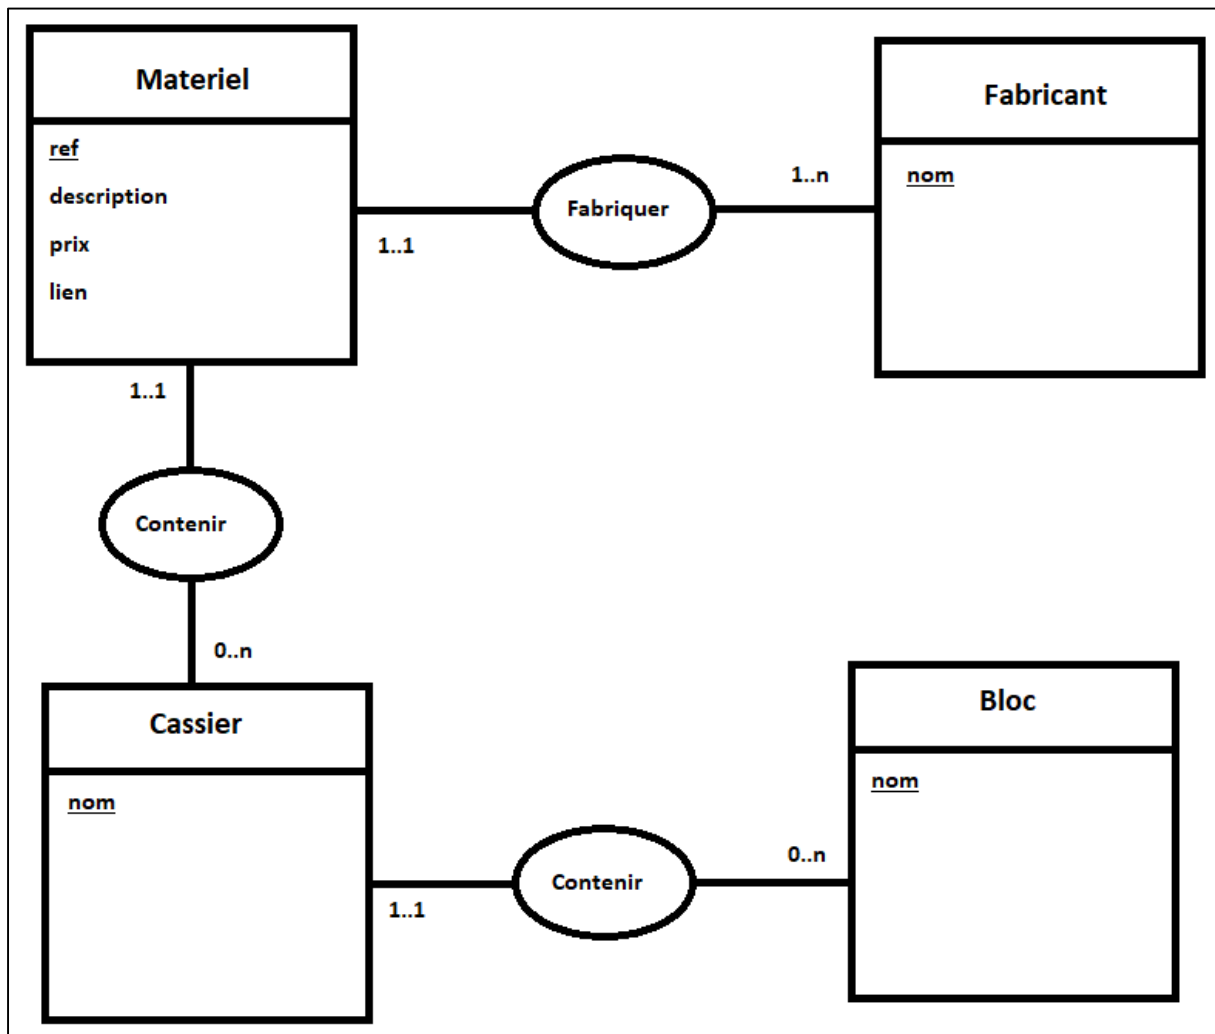 Materiel
ref
description
prix
lien
1..1
Fabriquer
1..n
Fabricant
nom
1..1
Contenir
0..n
Cassier
nom
1..1
Contenir
0..n
Bloc
nom